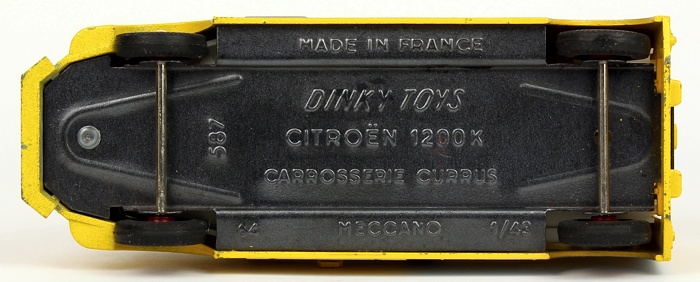 MADE IN FRANCE
DINKY TOYS
CITROËN 1200K
587
CARROSSERIE CURRUS
64 MECCANO 1/43